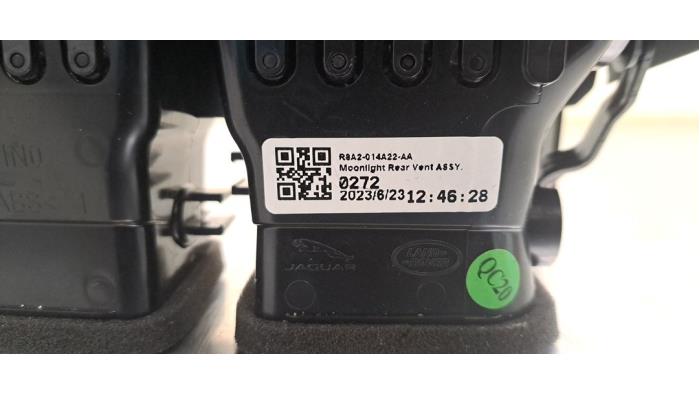 R8A2-014A22-AA
Moonlight Rear Vent ASSY.
0272
2023/6/23 12:46:28
JAGUAR
LAND-
-ROVER
QC20